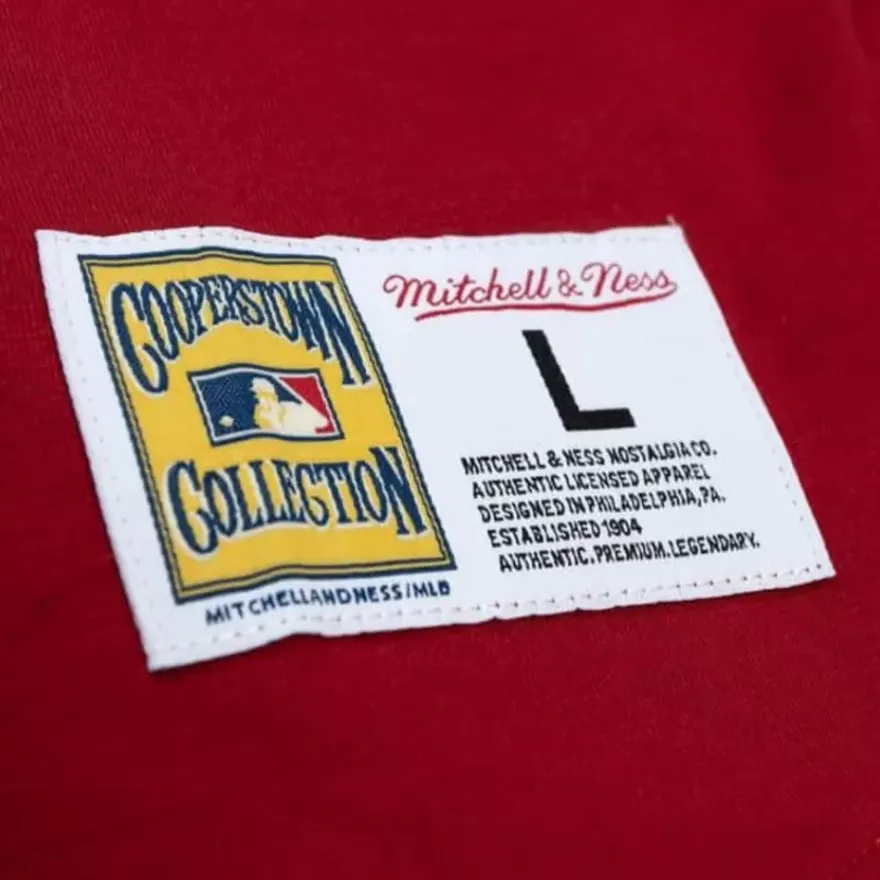 COOPERSTOWN
COLLECTION
MITCHELLANDNESS/MLB
Mitchell & Ness
L
MITCHELL & NESS NOSTALGIA CO.
AUTHENTIC LICENSED APPAREL
DESIGNED IN PHILADELPHIA, PA.
ESTABLISHED 1904
AUTHENTIC. PREMIUM. LEGENDARY.